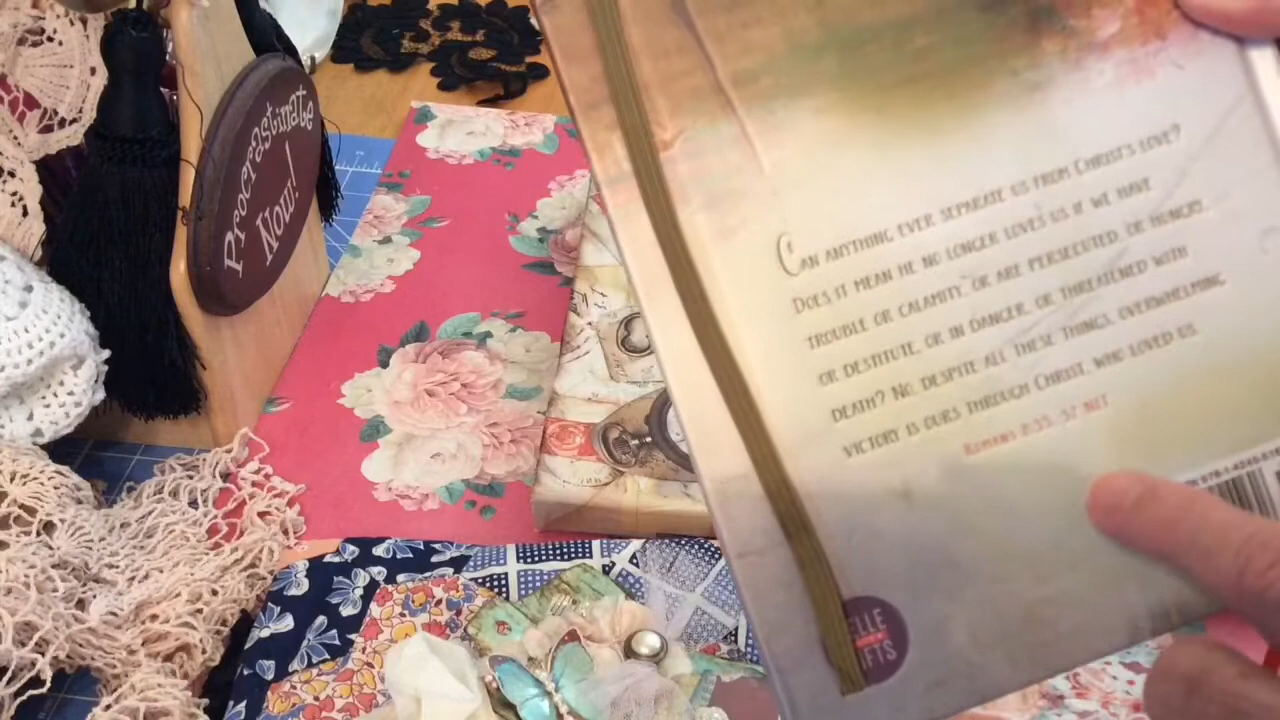 Procrastinate
Now!
CAN ANYTHING EVER SEPARATE US FROM CHRIST'S LOVE?
DOES IT MEAN HE NO LONGER LOVES US IF WE HAVE
TROUBLE OR CALAMITY, OR ARE PERSECUTED, OR HUNGRY,
OR DESTITUTE, OR IN DANGER, OR THREATENED WITH
DEATH? NO, DESPITE ALL THESE THINGS, OVERWHELMING
VICTORY IS OURS THROUGH CHRIST, WHO LOVED US.
ROMANS 8:35, 37 NLT
ELLE
IFTS